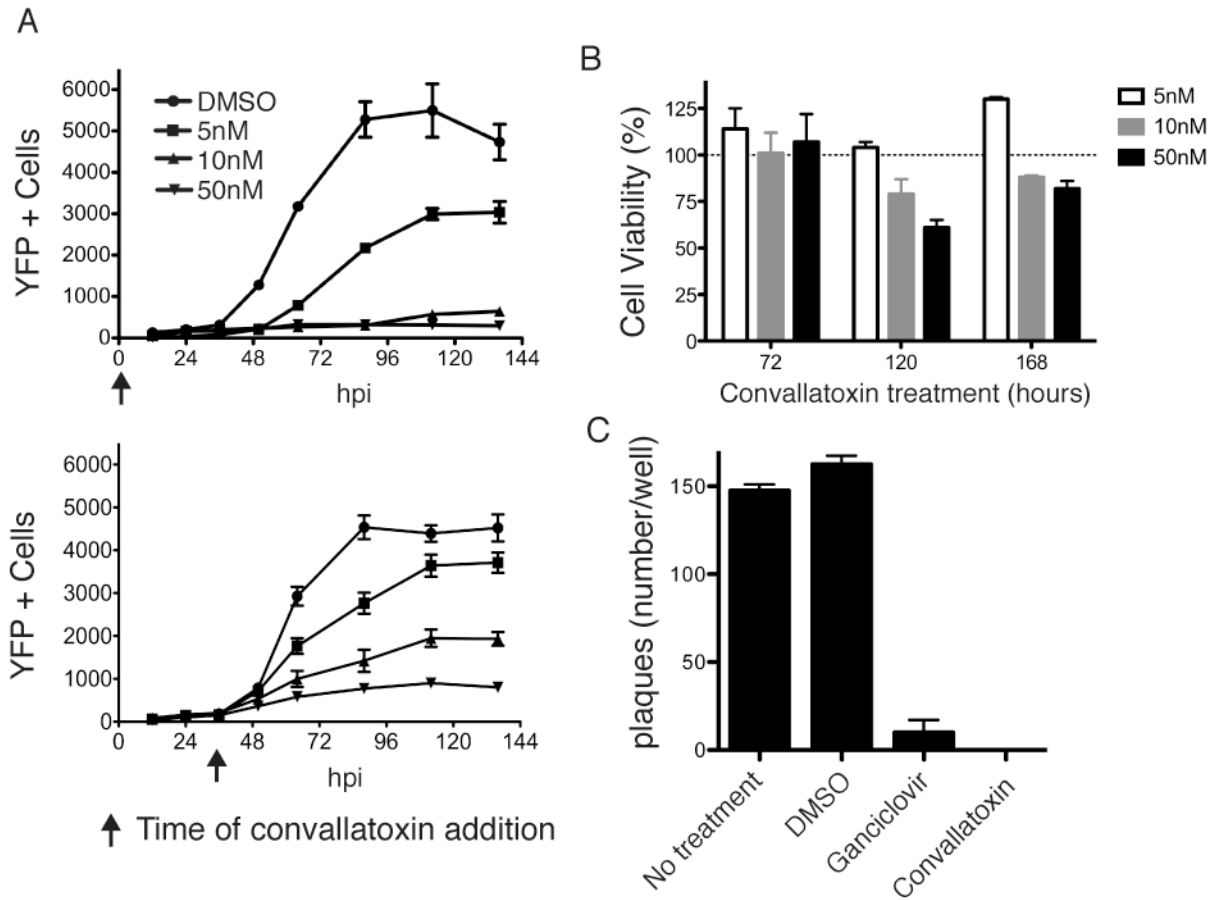 A
YFP + Cells
6000
5000
4000
3000
2000
1000
0
DMSO
5nM
10nM
50nM
0 24 48 72 96 120 144
hpi
YFP + Cells
6000
5000
4000
3000
2000
1000
0
0 24 48 72 96 120 144
hpi
Time of convallatoxin addition
B
Cell Viability (%)
125
100
75
50
25
0
72 120 168
Convallatoxin treatment (hours)
5nM
10nM
50nM
C
plaques (number/well)
150
100
50
0
No treatment
DMSO
Ganciclovir
Convallatoxin